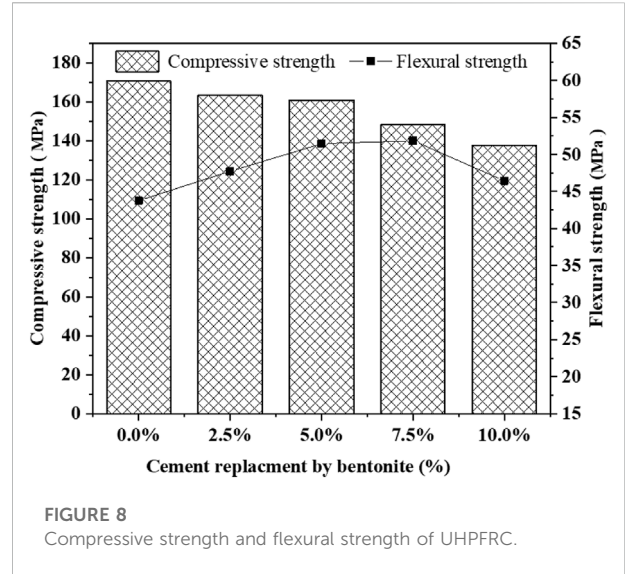 Compressive strength
Flexural strength
Compressive strength (MPa)
180
160
140
120
100
80
60
40
20
0
65
60
55
50
45
40
35
30
25
20
15
Flexural strength (MPa)
0.0% 2.5% 5.0% 7.5% 10.0%
Cement replacment by bentonite (%)
FIGURE 8
Compressive strength and flexural strength of UHPFRC.